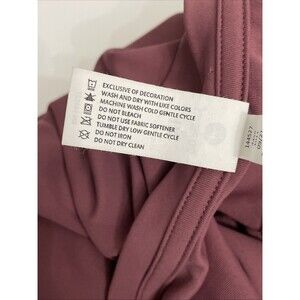 EXCLUSIVE OF DECORATION
WASH AND DRY WITH LIKE COLORS
MACHINE WASH COLD GENTLE CYCLE
DO NOT BLEACH
DO NOT USE FABRIC SOFTENER
TUMBLE DRY LOW GENTLE CYCLE
DO NOT IRON
DO NOT DRY CLEAN